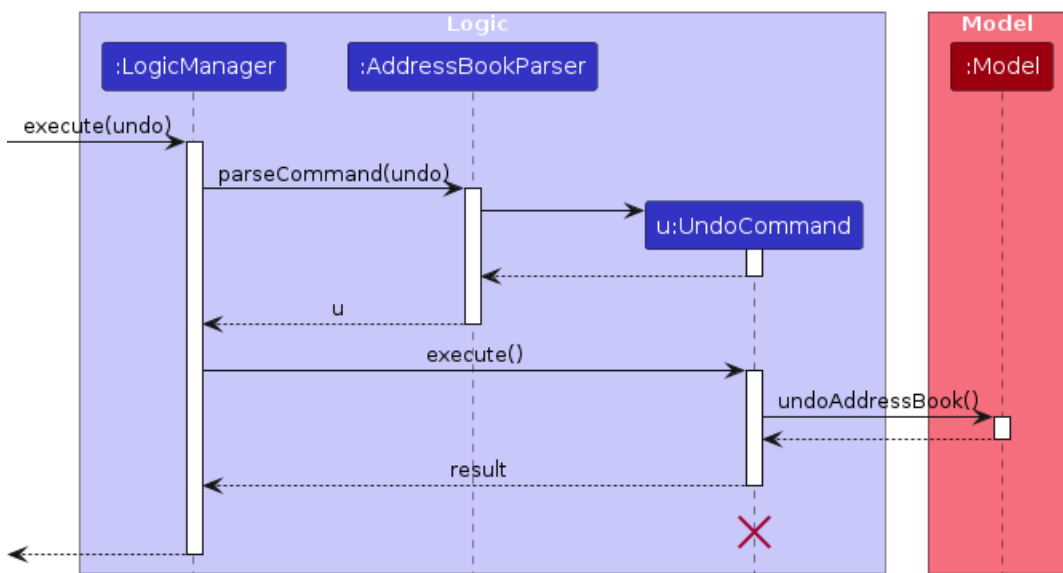 Logic
Model
:LogicManager
:AddressBookParser
:Model
execute(undo)
parseCommand(undo)
u:UndoCommand
u
execute()
undoAddressBook()
result